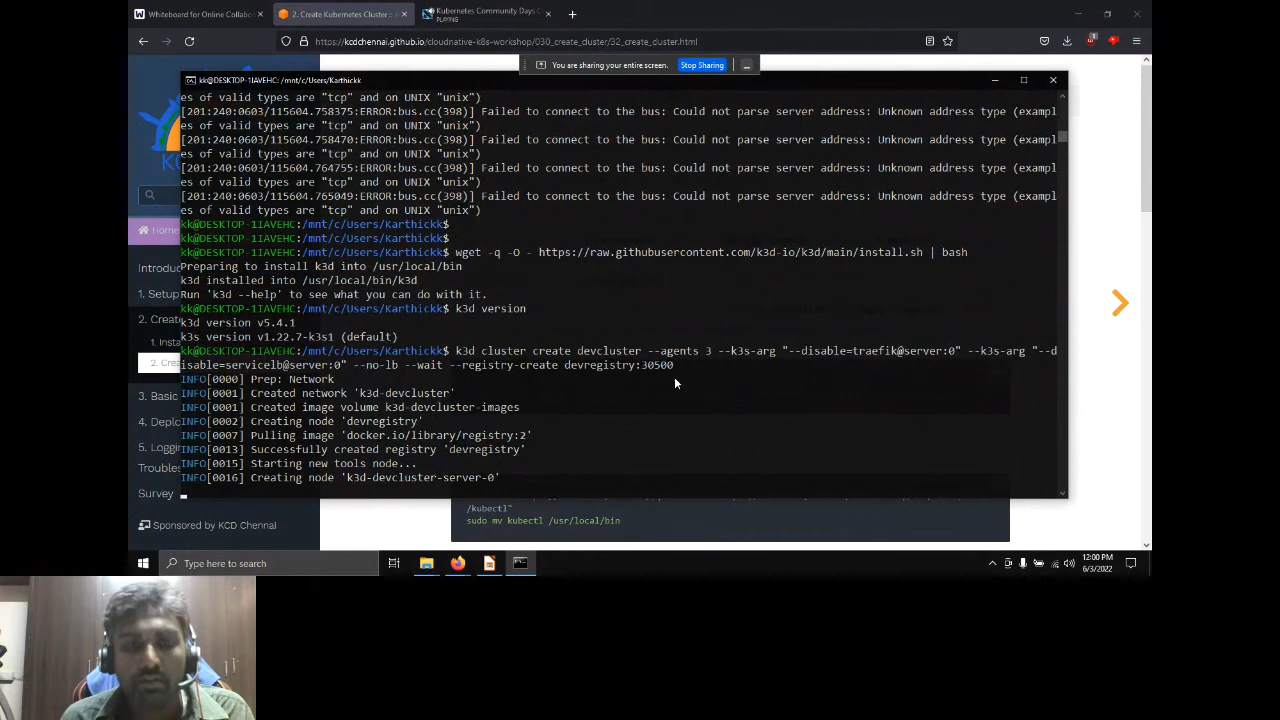 Whiteboard for Online Collabo
2. Create Kubernetes Cluster ::
Kubernetes Community Days C
PLAYING
https://kcdchennai.github.io/cloudnative-k8s-workshop/030_create_cluster/32_create_cluster.html
You are sharing your entire screen.
Stop Sharing
kk@DESKTOP-1IAVEHC: /mnt/c/Users/Karthickk
es of valid types are "tcp" and on UNIX "unix")
[201:240:0603/115604.758375:ERROR:bus.cc(398)] Failed to connect to the bus: Could not parse server address: Unknown address type (exampl
es of valid types are "tcp" and on UNIX "unix")
[201:240:0603/115604.758470:ERROR:bus.cc(398)] Failed to connect to the bus: Could not parse server address: Unknown address type (exampl
es of valid types are "tcp" and on UNIX "unix")
[201:240:0603/115604.764755:ERROR:bus.cc(398)] Failed to connect to the bus: Could not parse server address: Unknown address type (exampl
es of valid types are "tcp" and on UNIX "unix")
[201:240:0603/115604.765049:ERROR:bus.cc(398)] Failed to connect to the bus: Could not parse server address: Unknown address type (exampl
es of valid types are "tcp" and on UNIX "unix")
kk@DESKTOP-1IAVEHC:/mnt/c/Users/Karthickk$
kk@DESKTOP-1IAVEHC:/mnt/c/Users/Karthickk$
kk@DESKTOP-1IAVEHC:/mnt/c/Users/Karthickk$ wget -q -O - https://raw.githubusercontent.com/k3d-io/k3d/main/install.sh | bash
Preparing to install k3d into /usr/local/bin
k3d installed into /usr/local/bin/k3d
Run 'k3d --help' to see what you can do with it.
kk@DESKTOP-1IAVEHC:/mnt/c/Users/Karthickk$ k3d version
k3d version v5.4.1
k3s version v1.22.7-k3s1 (default)
kk@DESKTOP-1IAVEHC:/mnt/c/Users/Karthickk$ k3d cluster create devcluster --agents 3 --k3s-arg "--disable=traefik@server:0" --k3s-arg "--d
isable=servicelb@server:0" --no-lb --wait --registry-create devregistry:30500
INFO[0000] Prep: Network
INFO[0001] Created network 'k3d-devcluster'
INFO[0001] Created image volume k3d-devcluster-images
INFO[0002] Creating node 'devregistry'
INFO[0007] Pulling image 'docker.io/library/registry:2'
INFO[0013] Successfully created registry 'devregistry'
INFO[0015] Starting new tools node...
INFO[0016] Creating node 'k3d-devcluster-server-0'
KC
Home
Introduc
1. Setup
2. Create
1. Instal
2. Crea
3. Basic
4. Deplo
5. Loggin
Troubles
Survey
Sponsored by KCD Chennai
/kubectl"
sudo mv kubectl /usr/local/bin
Type here to search
12:00 PM
6/3/2022